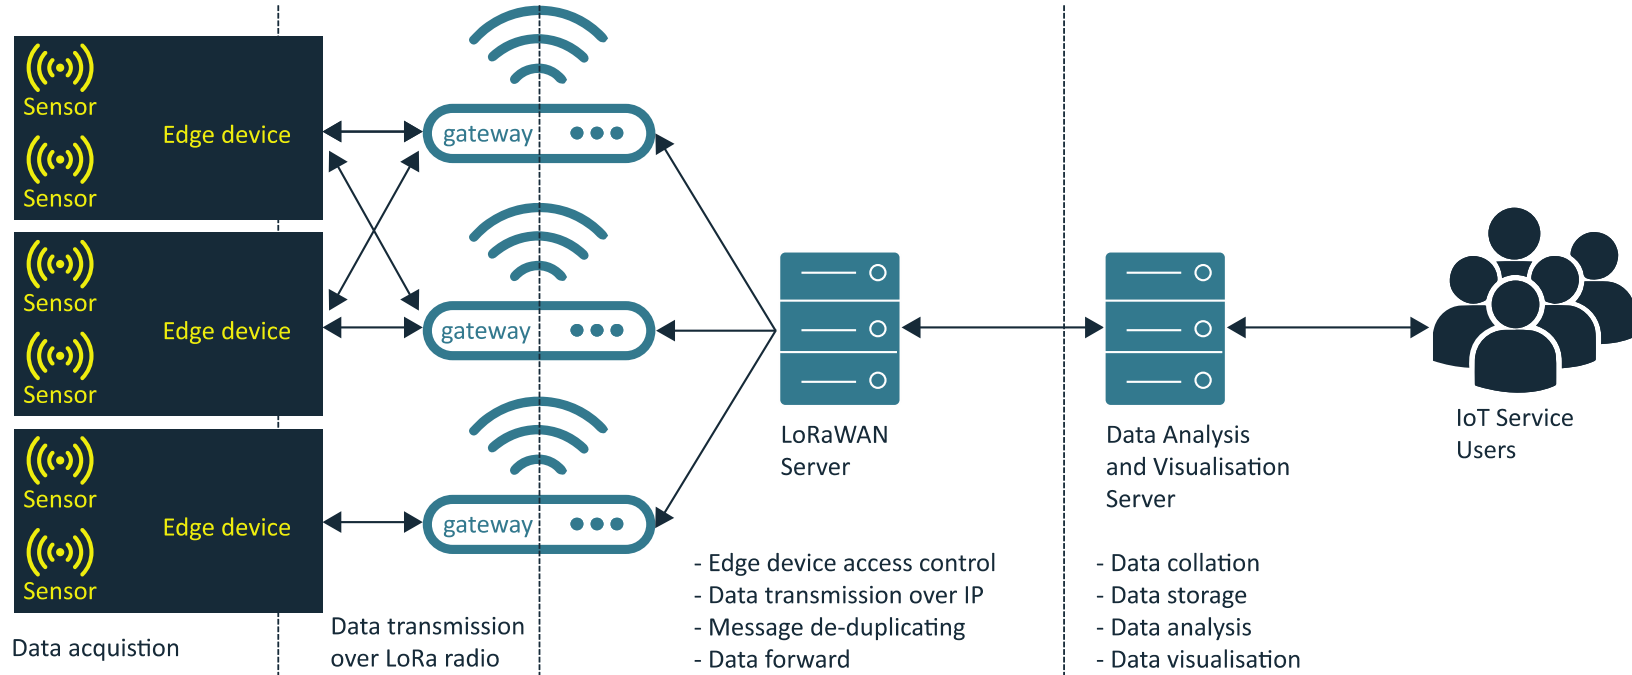 Sensor
Sensor
Edge device
Sensor
Sensor
Edge device
Sensor
Sensor
Edge device
Data acquistion
gateway
gateway
gateway
Data transmission
over LoRa radio
LoRaWAN
Server
- Edge device access control
- Data transmission over IP
- Message de-duplicating
- Data forward
Data Analysis
and Visualisation
Server
- Data collation
- Data storage
- Data analysis
- Data visualisation
IoT Service
Users